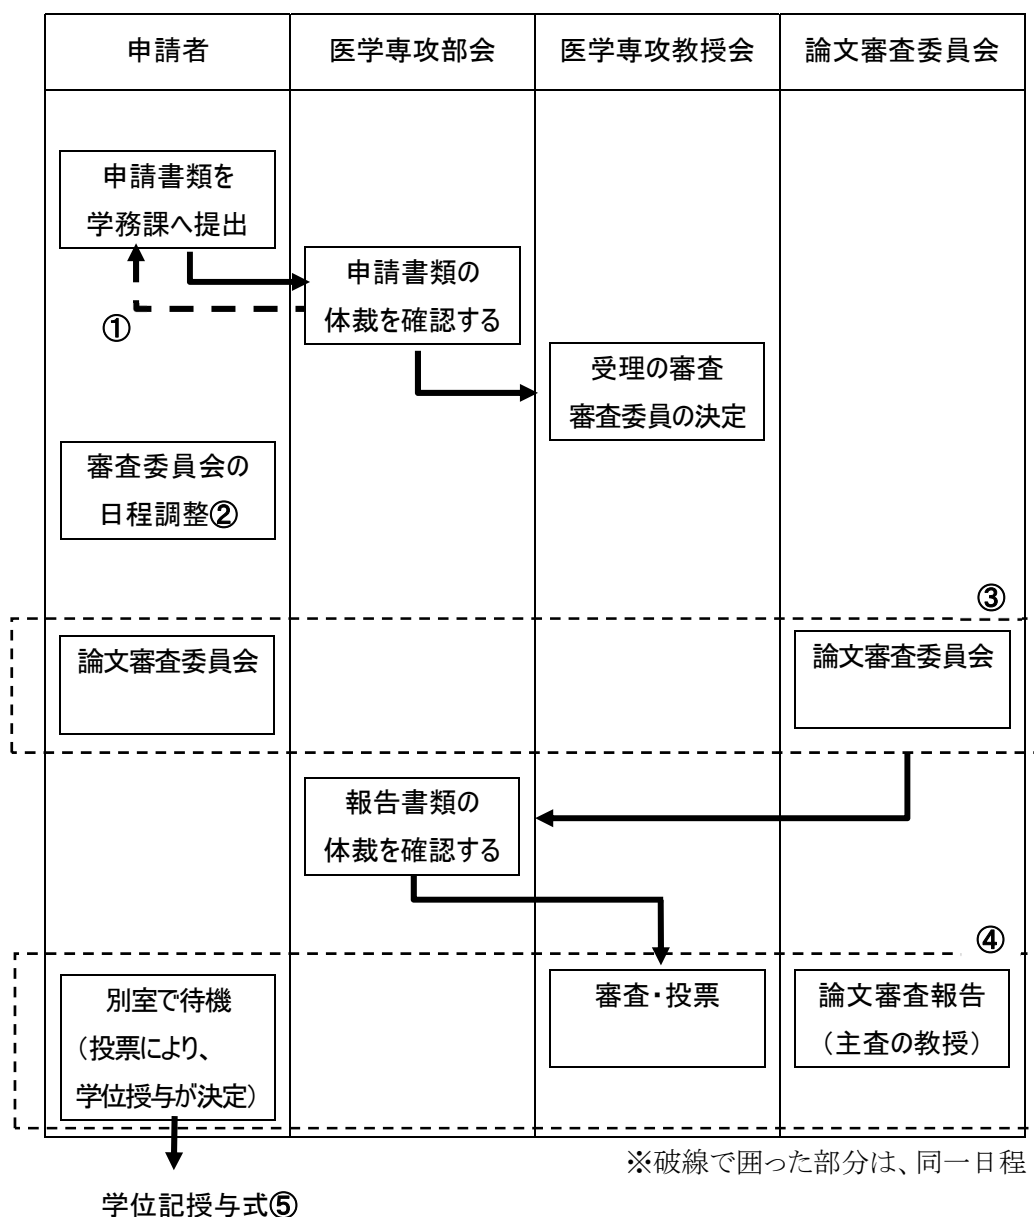 申請者
医学専攻部会
医学専攻教授会
論文審査委員会
申請書類を
学務課へ提出
申請書類の
体裁を確認する
①
受理の審査
審査委員の決定
審査委員会の
日程調整②
③
論文審査委員会
論文審査委員会
報告書類の
体裁を確認する
④
別室で待機
（投票により、
学位授与が決定）
審査・投票
論文審査報告
（主査の教授）
※破線で囲った部分は、同一日程
学位記授与式⑤